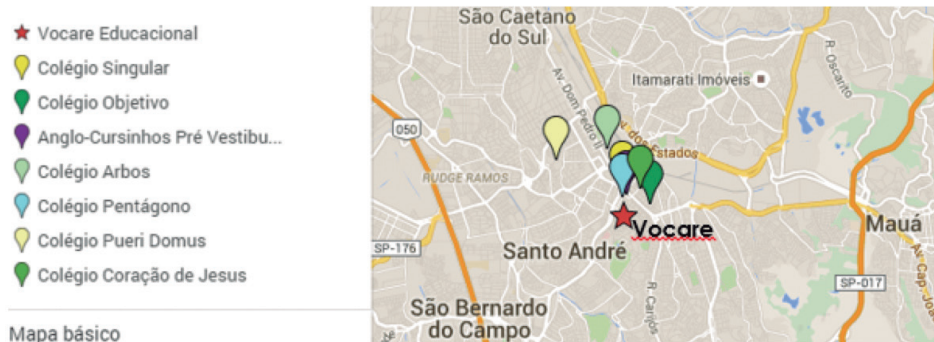 Vocare Educacional
Colégio Singular
Colégio Objetivo
Anglo-Cursinhos Pré Vestibu...
Colégio Arbos
Colégio Pentágono
Colégio Pueri Domus
Colégio Coração de Jesus
Mapa básico
São Caetano
do Sul
Av. Dom Pedro II
Itamarati Imóveis
R. Oscarito
050
dos Estados
RUDGE RAMOS
Vocare
Santo André
Mauá
SP-176
SP-017
R. Carijós
São Bernardo
do Campo